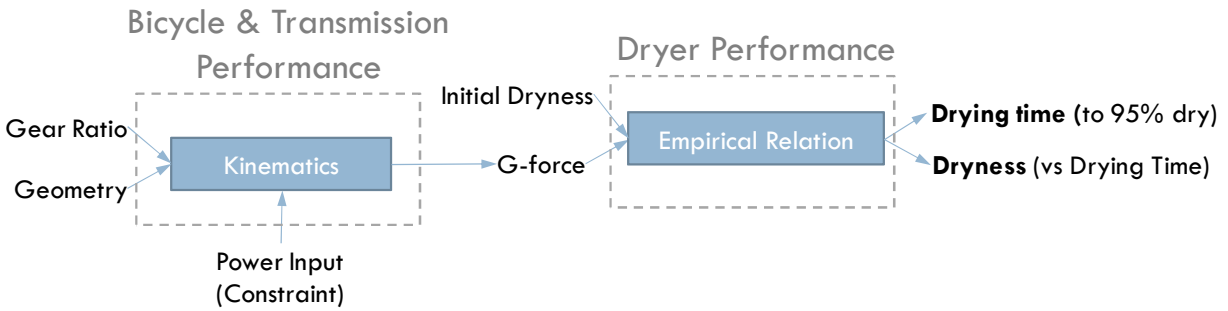 Bicycle & Transmission
Performance
Gear Ratio
Geometry
Kinematics
Power Input
(Constraint)
Dryer Performance
Initial Dryness
G-force
Empirical Relation
Drying time (to 95% dry)
Dryness (vs Drying Time)